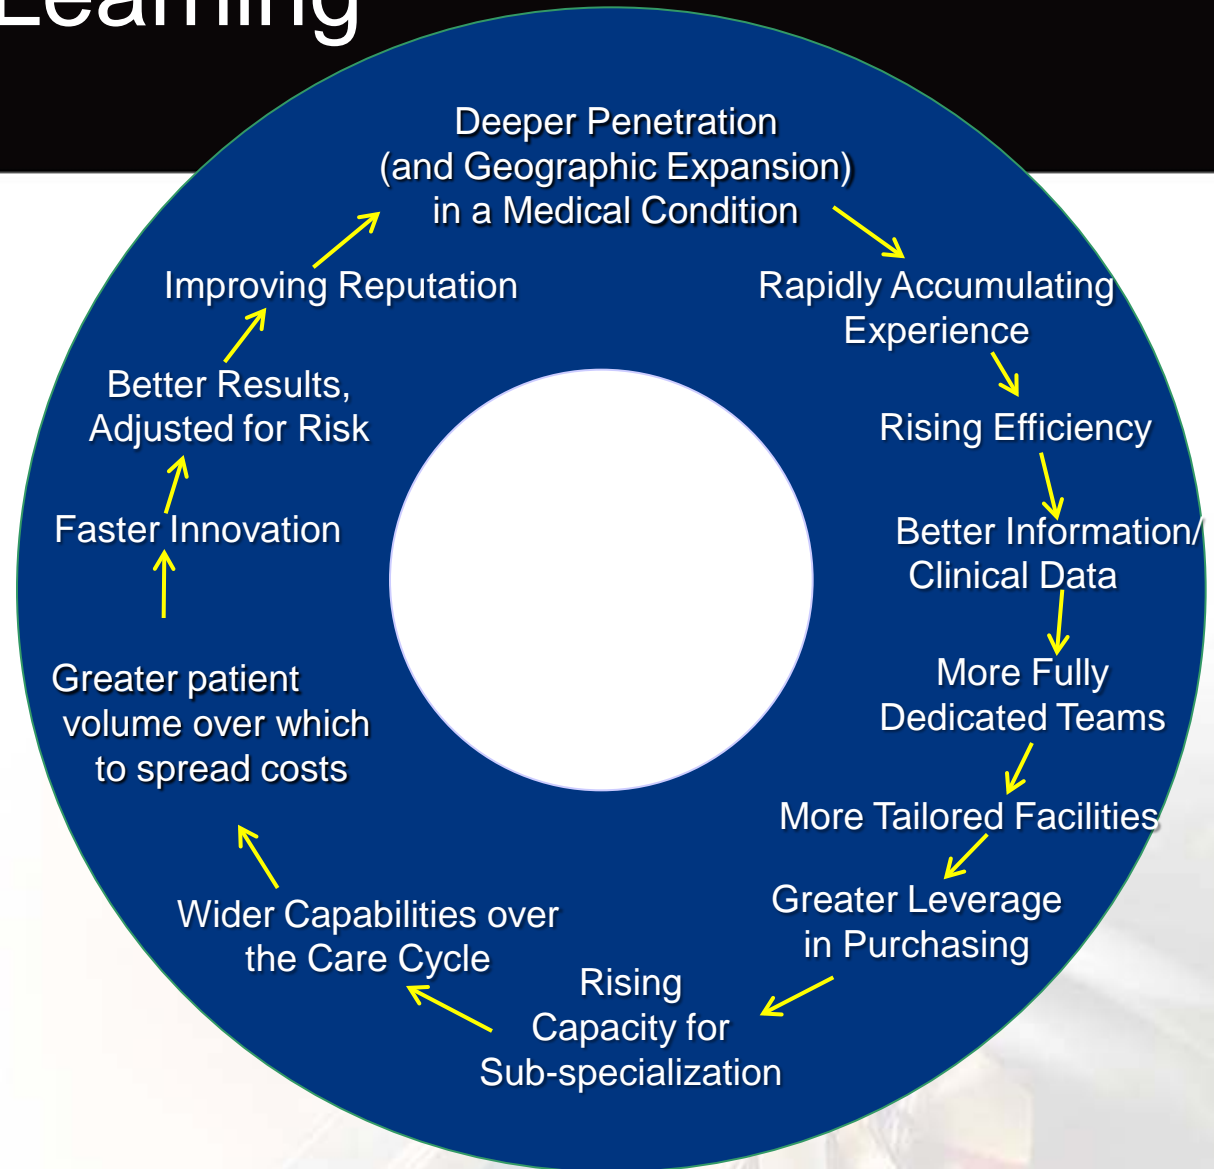 Learning
Deeper Penetration
(and Geographic Expansion)
in a Medical Condition
Rapidly Accumulating
Experience
Rising Efficiency
Better Information/
Clinical Data
More Fully
Dedicated Teams
More Tailored Facilities
Greater Leverage
in Purchasing
Rising
Capacity for
Sub-specialization
Wider Capabilities over
the Care Cycle
Greater patient
volume over which
to spread costs
Faster Innovation
Better Results,
Adjusted for Risk
Improving Reputation